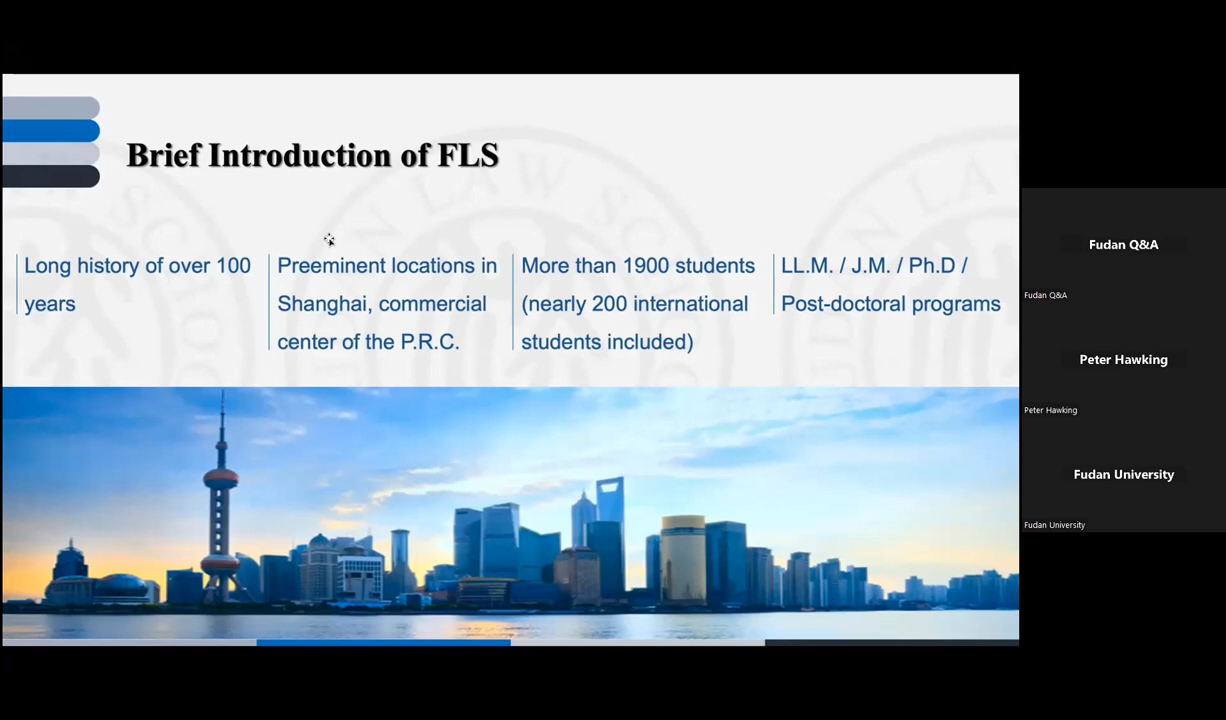 Brief Introduction of FLS
Long history of over 100
years
Preeminent locations in
Shanghai, commercial
center of the P.R.C.
More than 1900 students
(nearly 200 international
students included)
LL.M. / J.M. / Ph.D /
Post-doctoral programs
Fudan Q&A
Fudan Q&A
Peter Hawking
Peter Hawking
Fudan University
Fudan University